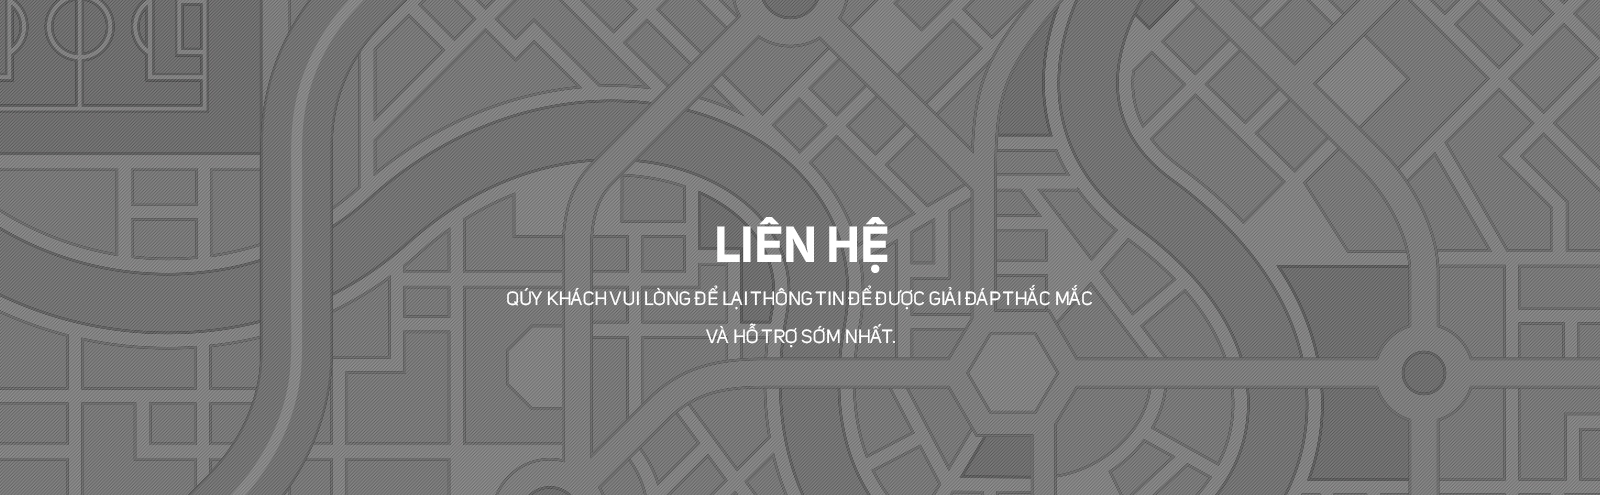 LIÊN HỆ
QÚY KHÁCH VUI LÒNG ĐỂ LẠI THÔNG TIN ĐỂ ĐƯỢC GIẢI ĐÁP THẮC MẮC
VÀ HỖ TRỢ SỚM NHẤT.